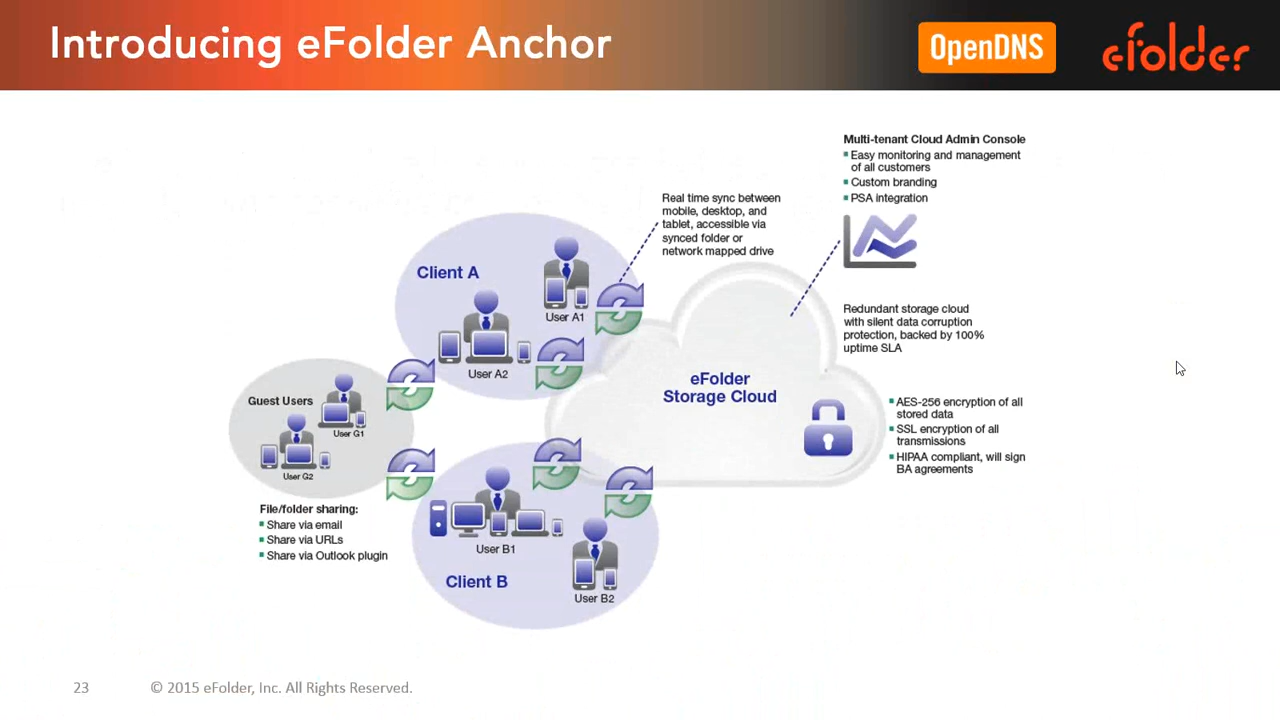 Introducing eFolder Anchor
OpenDNS
efolder
Multi-tenant Cloud Admin Console
Easy monitoring and management
of all customers
Custom branding
PSA integration
Real time sync between
mobile, desktop, and
tablet, accessible via
synced folder or
network mapped drive
Client A
User A1
User A2
Redundant storage cloud
with silent data corruption
protection, backed by 100%
uptime SLA
eFolder
Storage Cloud
AES-256 encryption of all
stored data
SSL encryption of all
transmissions
HIPAA compliant, will sign
BA agreements
Guest Users
User G1
User G2
File/folder sharing:
Share via email
Share via URLs
Share via Outlook plugin
User B1
Client B
User B2
23
© 2015 eFolder, Inc. All Rights Reserved.